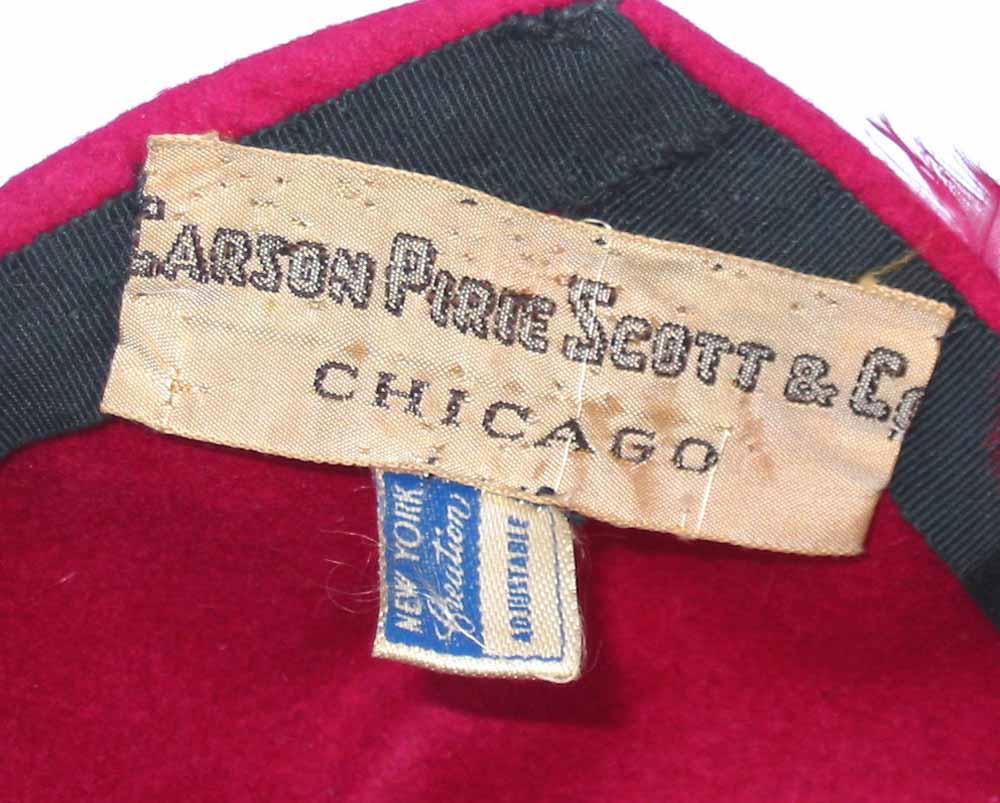 CARSON PIRIE SCOTT & Co.
CHICAGO
NEW YORK
Creation
ADJUSTABLE